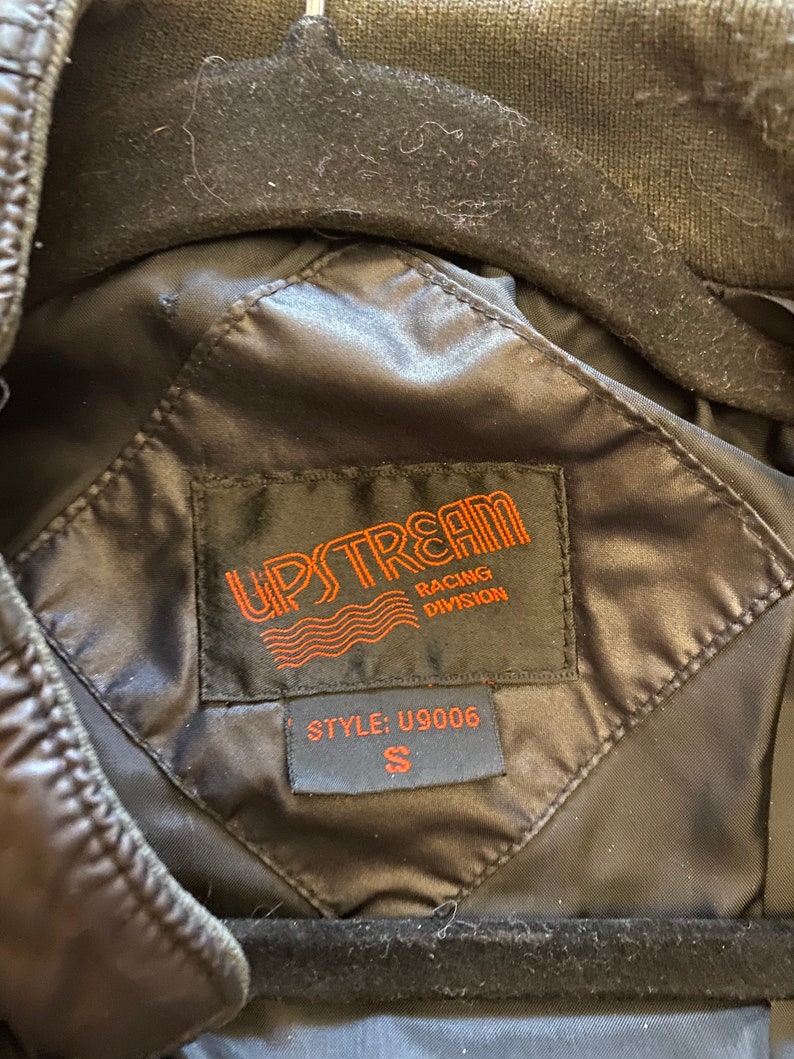 UPSTREAM
RACING
DIVISION
STYLE: U9006
S